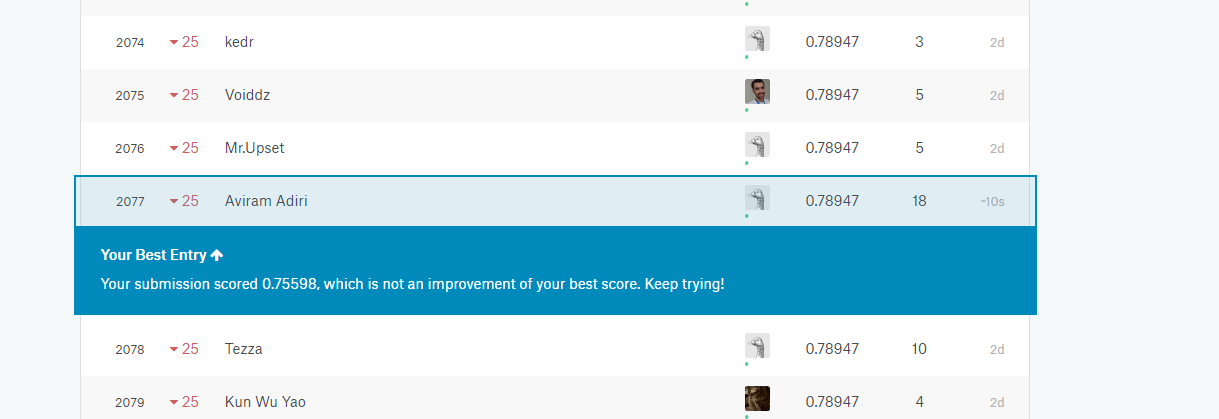 2074 25 kedr 0.78947 3 2d
2075 25 Voiddz 0.78947 5 2d
2076 25 Mr.Upset 0.78947 5 2d
2077 25 Aviram Adiri 0.78947 18 ~10s
Your Best Entry
Your submission scored 0.75598, which is not an improvement of your best score. Keep trying!
2078 25 Tezza 0.78947 10 2d
2079 25 Kun Wu Yao 0.78947 4 2d